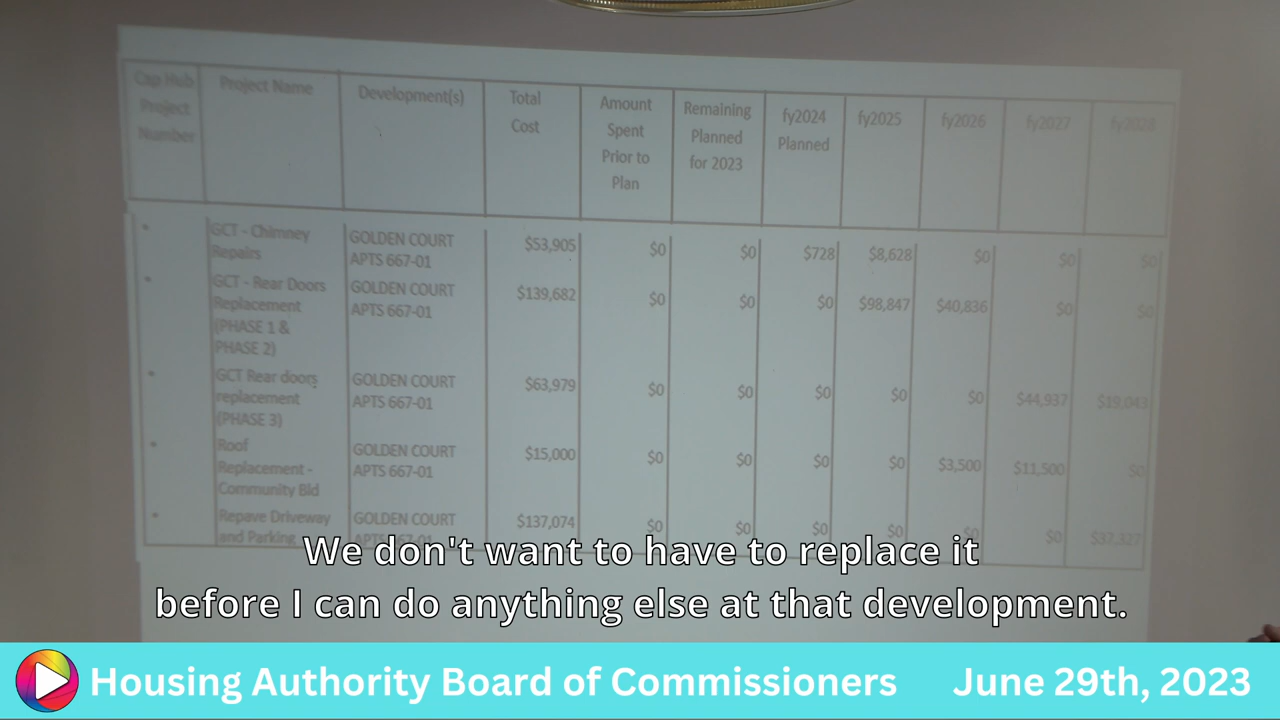 Cap Hub Project Number | Project Name | Development(s) | Total Cost | Amount Spent Prior to Plan | Remaining Planned for 2023 | fy2024 Planned | fy2025 | fy2026 | fy2027 | fy2028
• | GCT - Chimney Repairs | GOLDEN COURT APTS 667-01 | $53,905 | $0 | $0 | $728 | $8,628 | $0 | $0 | $0
• | GCT - Rear Doors Replacement (PHASE 1 & PHASE 2) | GOLDEN COURT APTS 667-01 | $139,682 | $0 | $0 | $0 | $98,847 | $40,836 | $0 | $0
• | GCT Rear doors replacement (PHASE 3) | GOLDEN COURT APTS 667-01 | $63,979 | $0 | $0 | $0 | $0 | $0 | $44,937 | $19,043
• | Roof Replacement - Community Bld | GOLDEN COURT APTS 667-01 | $15,000 | $0 | $0 | $0 | $0 | $3,500 | $11,500 | $0
• | Repave Driveway and Parking | GOLDEN COURT APTS 667-01 | $137,074 | $0 | $0 | $0 | $0 | $0 | $0 | $32,327
We don't want to have to replace it
before I can do anything else at that development.
Housing Authority Board of Commissioners June 29th, 2023